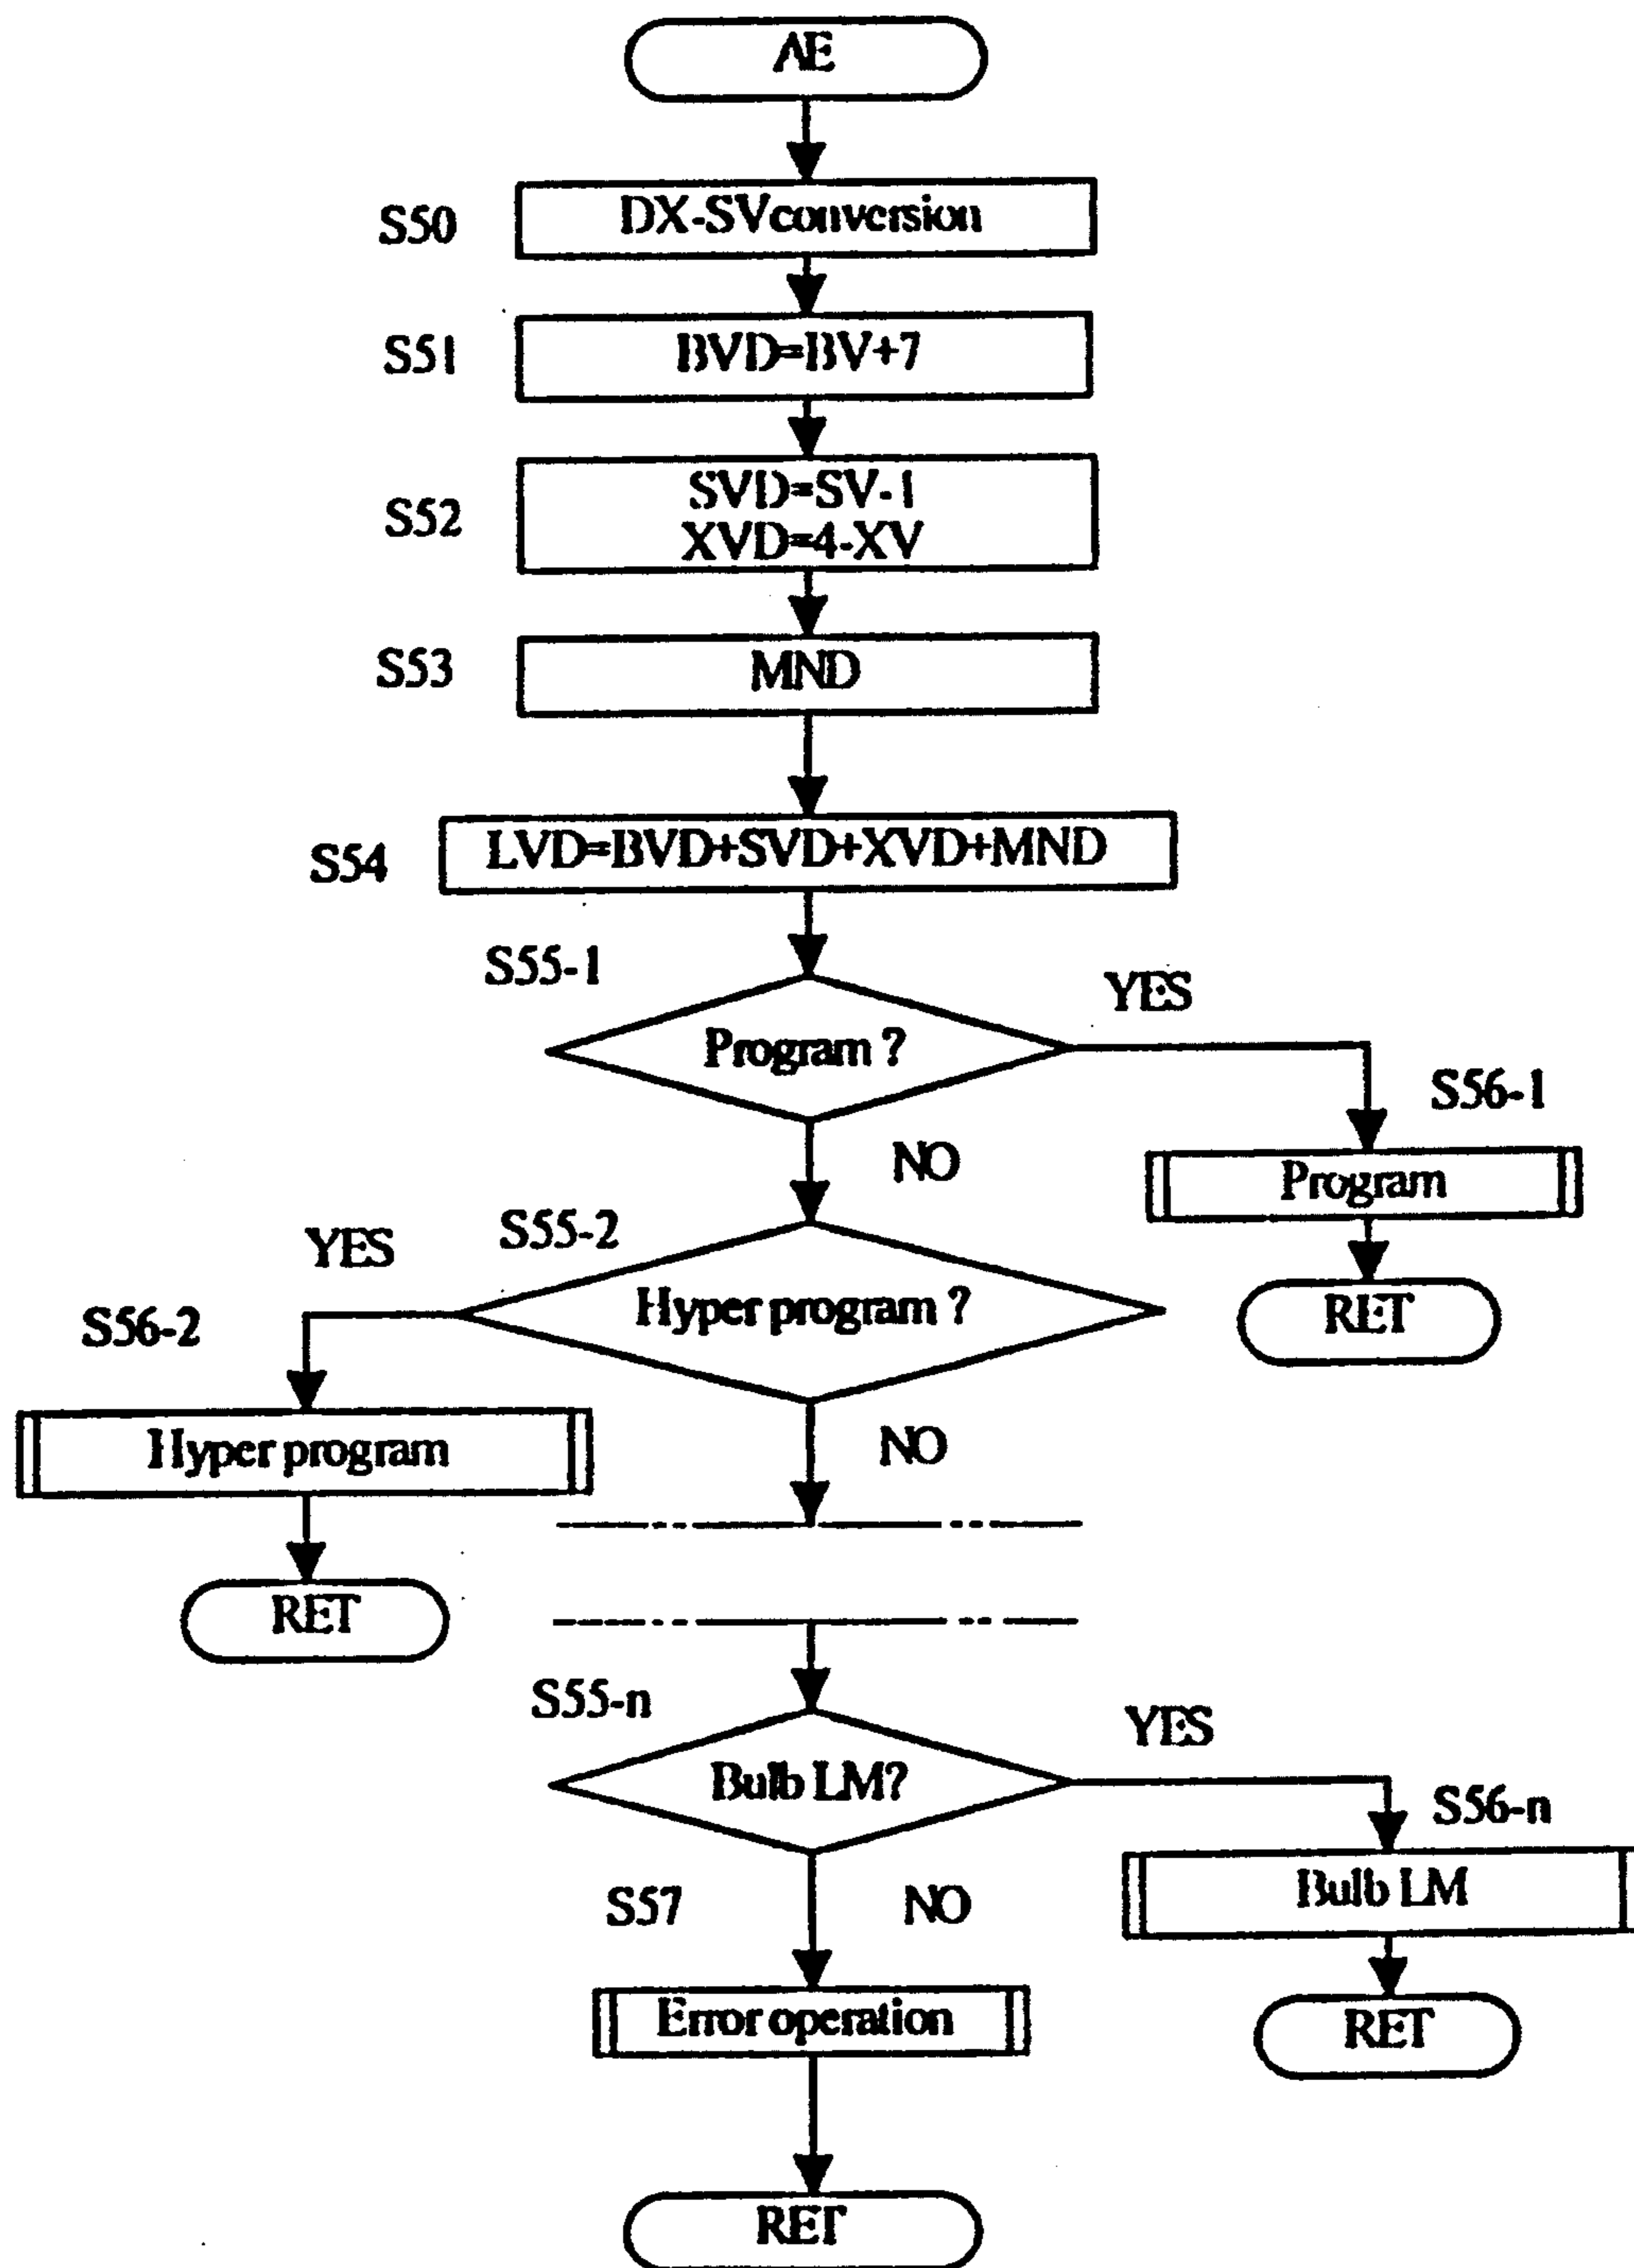 AE
S50
DX-SVconversion
S51
BVD=BV+7
S52
SVD=SV-1
XVD=4-XV
S53
MND
S54
LVD=BVD+SVD+XVD+MND
S55-1
YES
Program ?
S56-1
NO
Program
S55-2
YES
RET
Hyper program ?
S56-2
NO
Hyper program
RET
S55-n
YES
Bulb LM?
S56-n
S57
NO
Bulb LM
Error operation
RET
RET